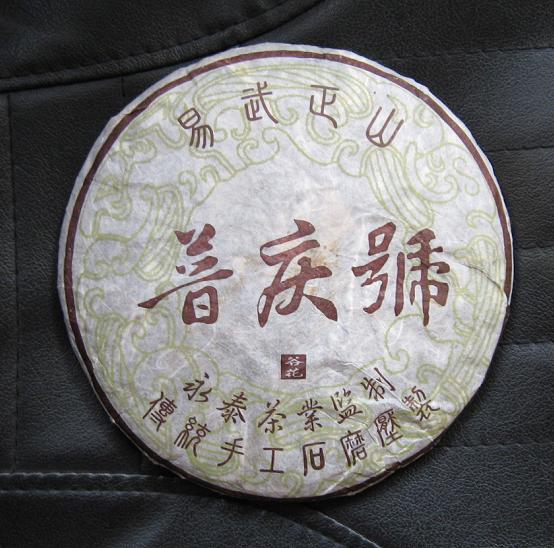 易武正山
普庆號
谷花
永泰茶業監制
傳統手工石磨壓製